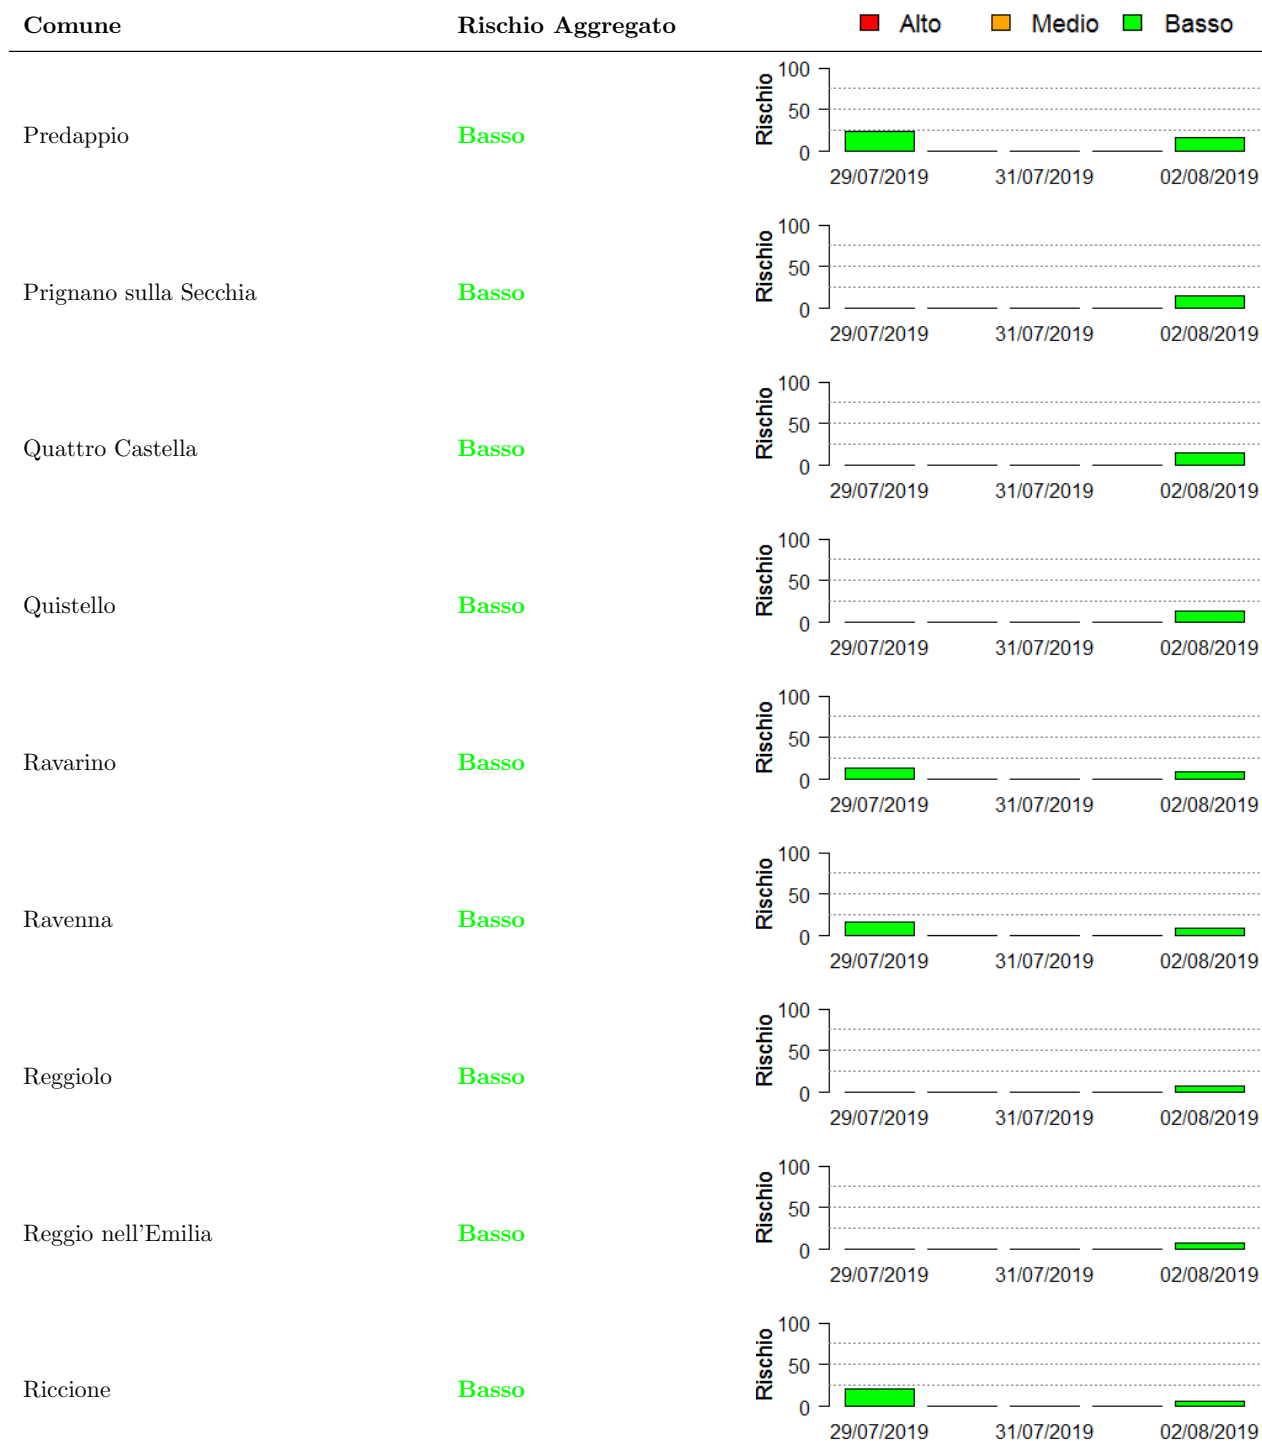 Comune Rischio Aggregato Alto Medio Basso
100
50
0
Rischio
Predappio Basso
29/07/2019 31/07/2019 02/08/2019
100
50
0
Rischio
Prignano sulla Secchia Basso
29/07/2019 31/07/2019 02/08/2019
100
50
0
Rischio
Quattro Castella Basso
29/07/2019 31/07/2019 02/08/2019
100
50
0
Rischio
Quistello Basso
29/07/2019 31/07/2019 02/08/2019
100
50
0
Rischio
Ravarino Basso
29/07/2019 31/07/2019 02/08/2019
100
50
0
Rischio
Ravenna Basso
29/07/2019 31/07/2019 02/08/2019
100
50
0
Rischio
Reggiolo Basso
29/07/2019 31/07/2019 02/08/2019
100
50
0
Rischio
Reggio nell'Emilia Basso
29/07/2019 31/07/2019 02/08/2019
100
50
0
Rischio
Riccione Basso
29/07/2019 31/07/2019 02/08/2019